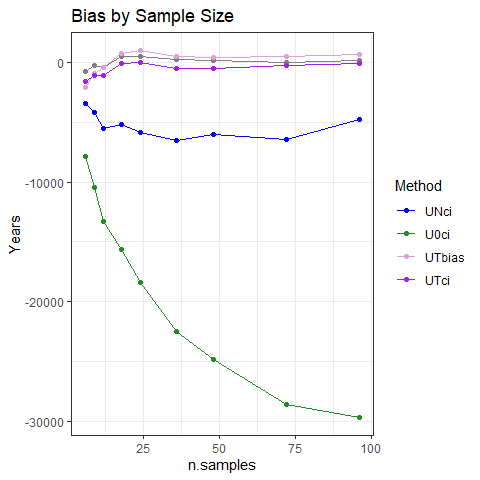 Bias by Sample Size
0
-10000
-20000
-30000
Years
25
50
75
100
n.samples
Method
UNci
U0ci
UTbias
UTci